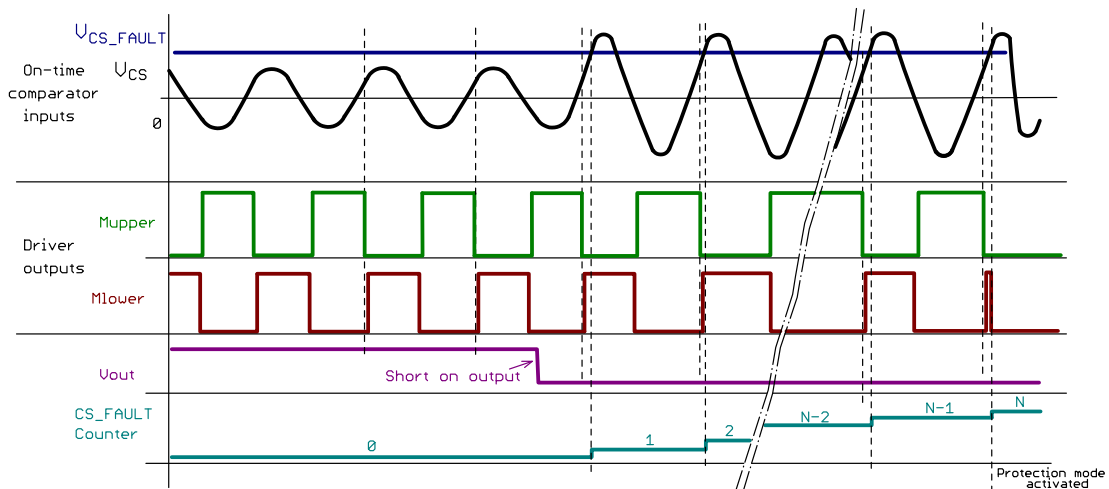 VCS_FAULT
On-time
comparator
inputs
VCS
0
Mupper
Driver
outputs
Mlower
Vout
Short on output
CS_FAULT
Counter
0
1
2
N-2
N-1
N
Protection mode
activated